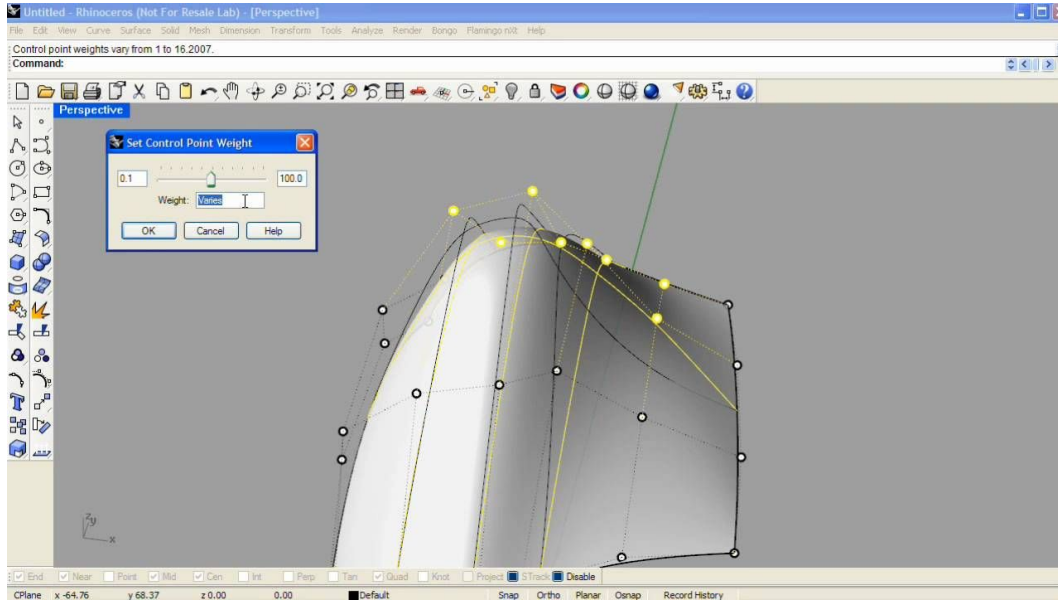 Untitled - Rhinoceros (Not For Resale Lab) - [Perspective]
File Edit View Curve Surface Solid Mesh Dimension Transform Tools Analyze Render Bongo Flamingo nXt Help
Control point weights vary from 1 to 16.2007.
Command:
Perspective
Set Control Point Weight
0.1 100.0
Weight: Varies
OK Cancel Help
z y
x
End Near Point Mid Cen Int Perp Tan Quad Knot Project STrack Disable
CPlane x -64.76 y 68.37 z 0.00 0.00 Default Snap Ortho Planar Osnap Record History